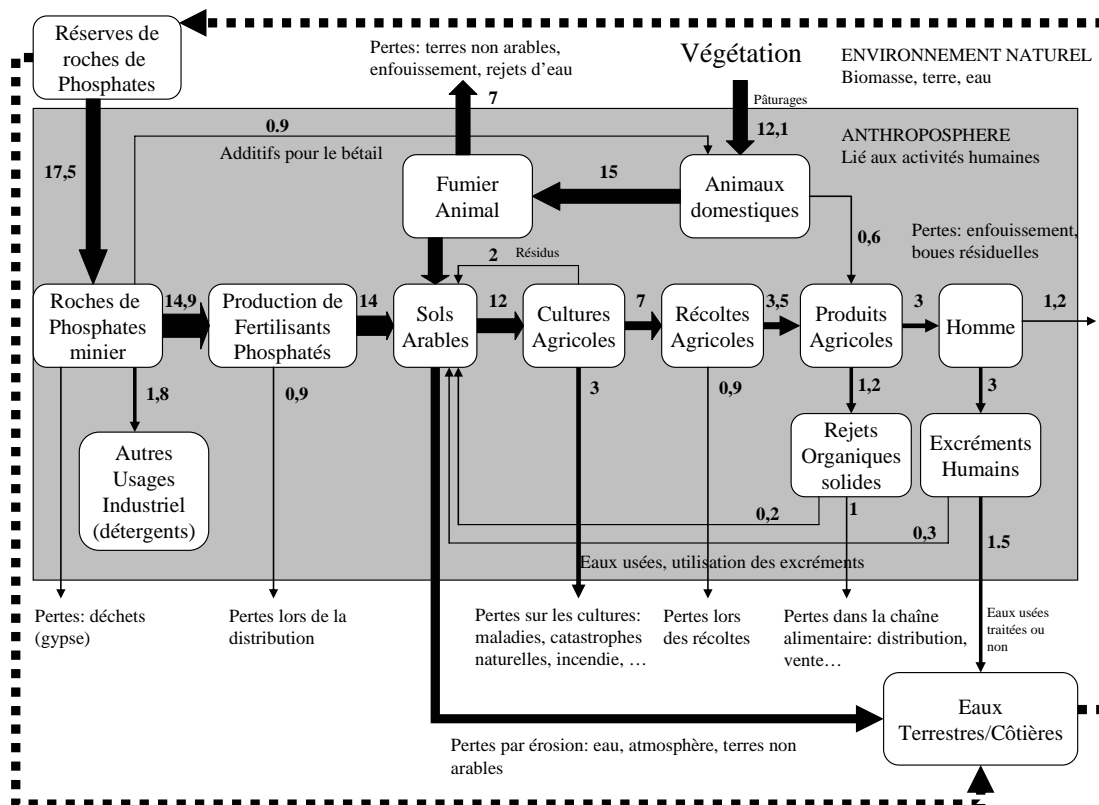 Réserves de
roches de
Phosphates
Pertes: terres non arables,
enfouissement, rejets d'eau
7
Végétation
Pâturages
12,1
ENVIRONNEMENT NATUREL
Biomasse, terre, eau
ANTHROPOSPHERE
Lié aux activités humaines
0.9
Additifs pour le bétail
17,5
Fumier
Animal
15
Animaux
domestiques
0,6
Pertes: enfouissement,
boues résiduelles
2
Résidus
Roches de
Phosphates
minier
14,9
Production de
Fertilisants
Phosphatés
14
Sols
Arables
12
Cultures
Agricoles
7
Récoltes
Agricoles
3,5
Produits
Agricoles
3
Homme
1,2
1,8
0,9
3
0,9
1,2
3
Autres
Usages
Industriel
(détergents)
Rejets
Organiques
solides
Excréments
Humains
0,2
1
0,3
1.5
Eaux usées, utilisation des excréments
Pertes: déchets
(gypse)
Pertes lors de la
distribution
Pertes sur les cultures:
maladies, catastrophes
naturelles, incendie, …
Pertes lors
des récoltes
Pertes dans la chaîne
alimentaire: distribution,
vente…
Eaux usées
traitées ou
non
Eaux
Terrestres/Côtières
Pertes par érosion: eau, atmosphère, terres non
arables